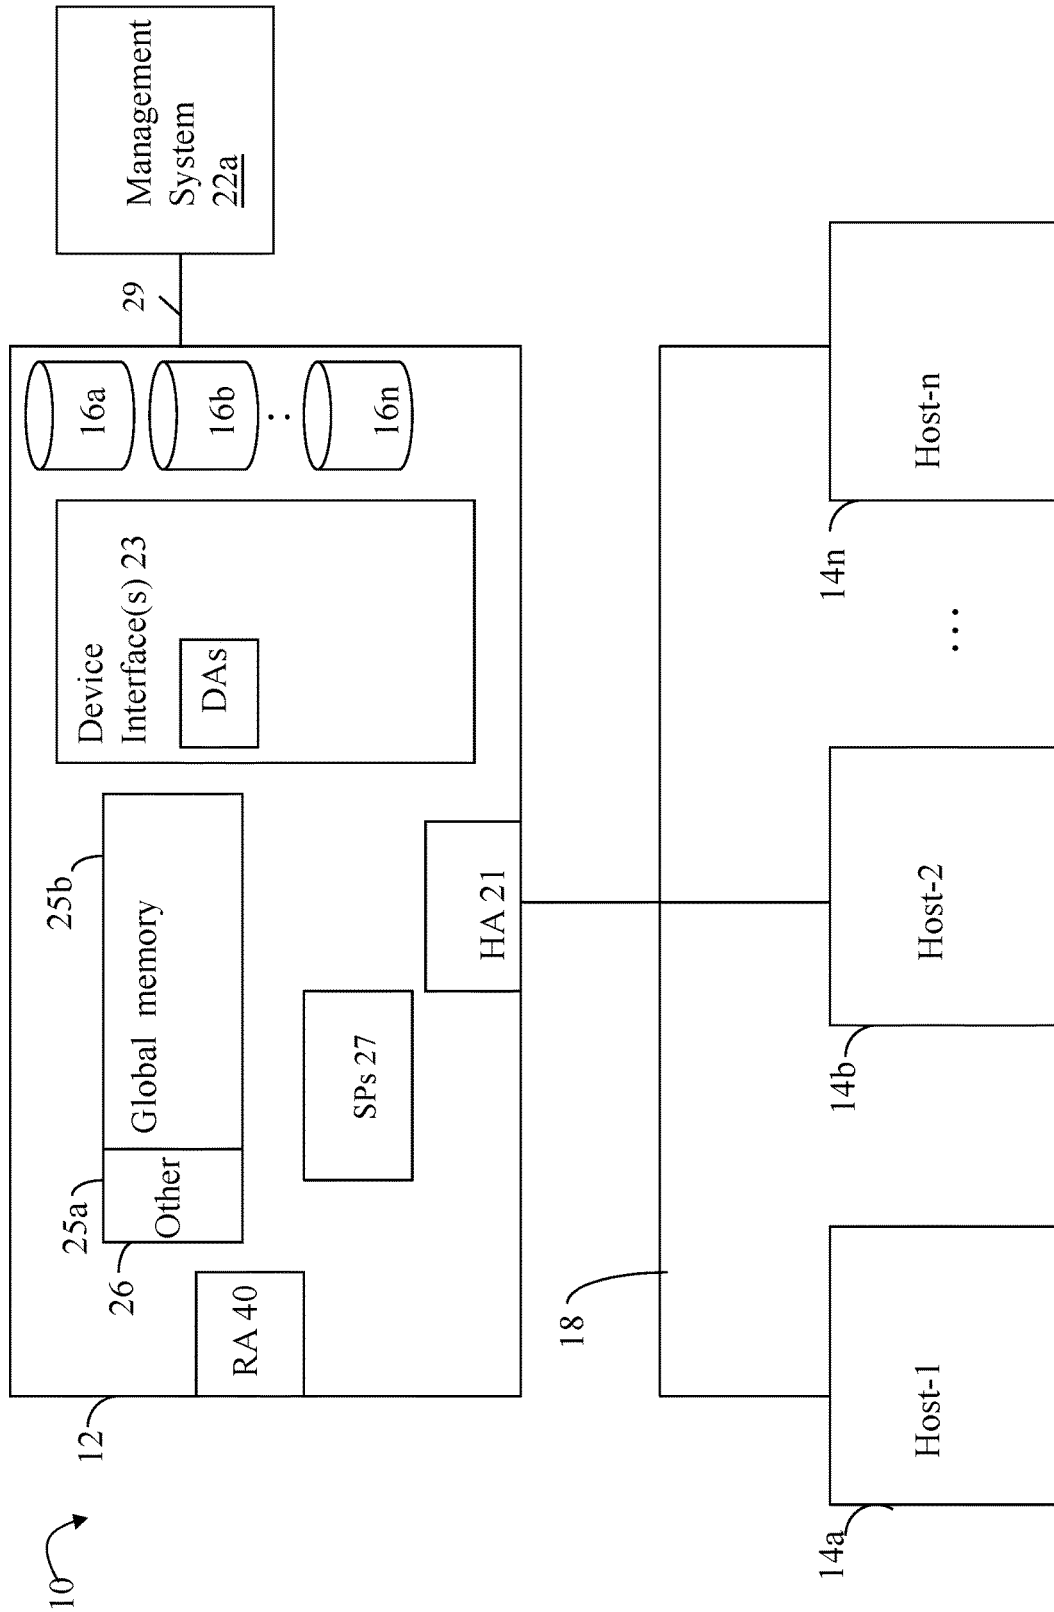 10
12
RA 40
26
25a
Other
25b
Global memory
SPs 27
HA 21
Device
Interface(s) 23
DAs
16a
16b
:
16n
29
Management
System
22a
18
14a
Host-1
14b
Host-2
...
14n
Host-n